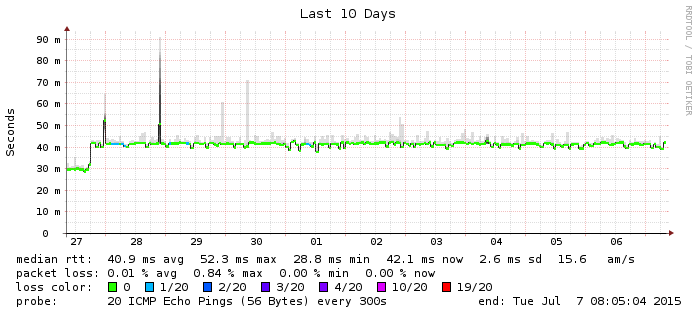 Last 10 Days
RRDTOOL / TOBI OETIKER
Seconds
90 m
80 m
70 m
60 m
50 m
40 m
30 m
20 m
10 m
0
27 28 29 30 01 02 03 04 05 06
median rtt: 40.9 ms avg 52.3 ms max 28.8 ms min 42.1 ms now 2.6 ms sd 15.6 am/s
packet loss: 0.01 % avg 0.84 % max 0.00 % min 0.00 % now
loss color: 0 1/20 2/20 3/20 4/20 10/20 19/20
probe: 20 ICMP Echo Pings (56 Bytes) every 300s end: Tue Jul 7 08:05:04 2015